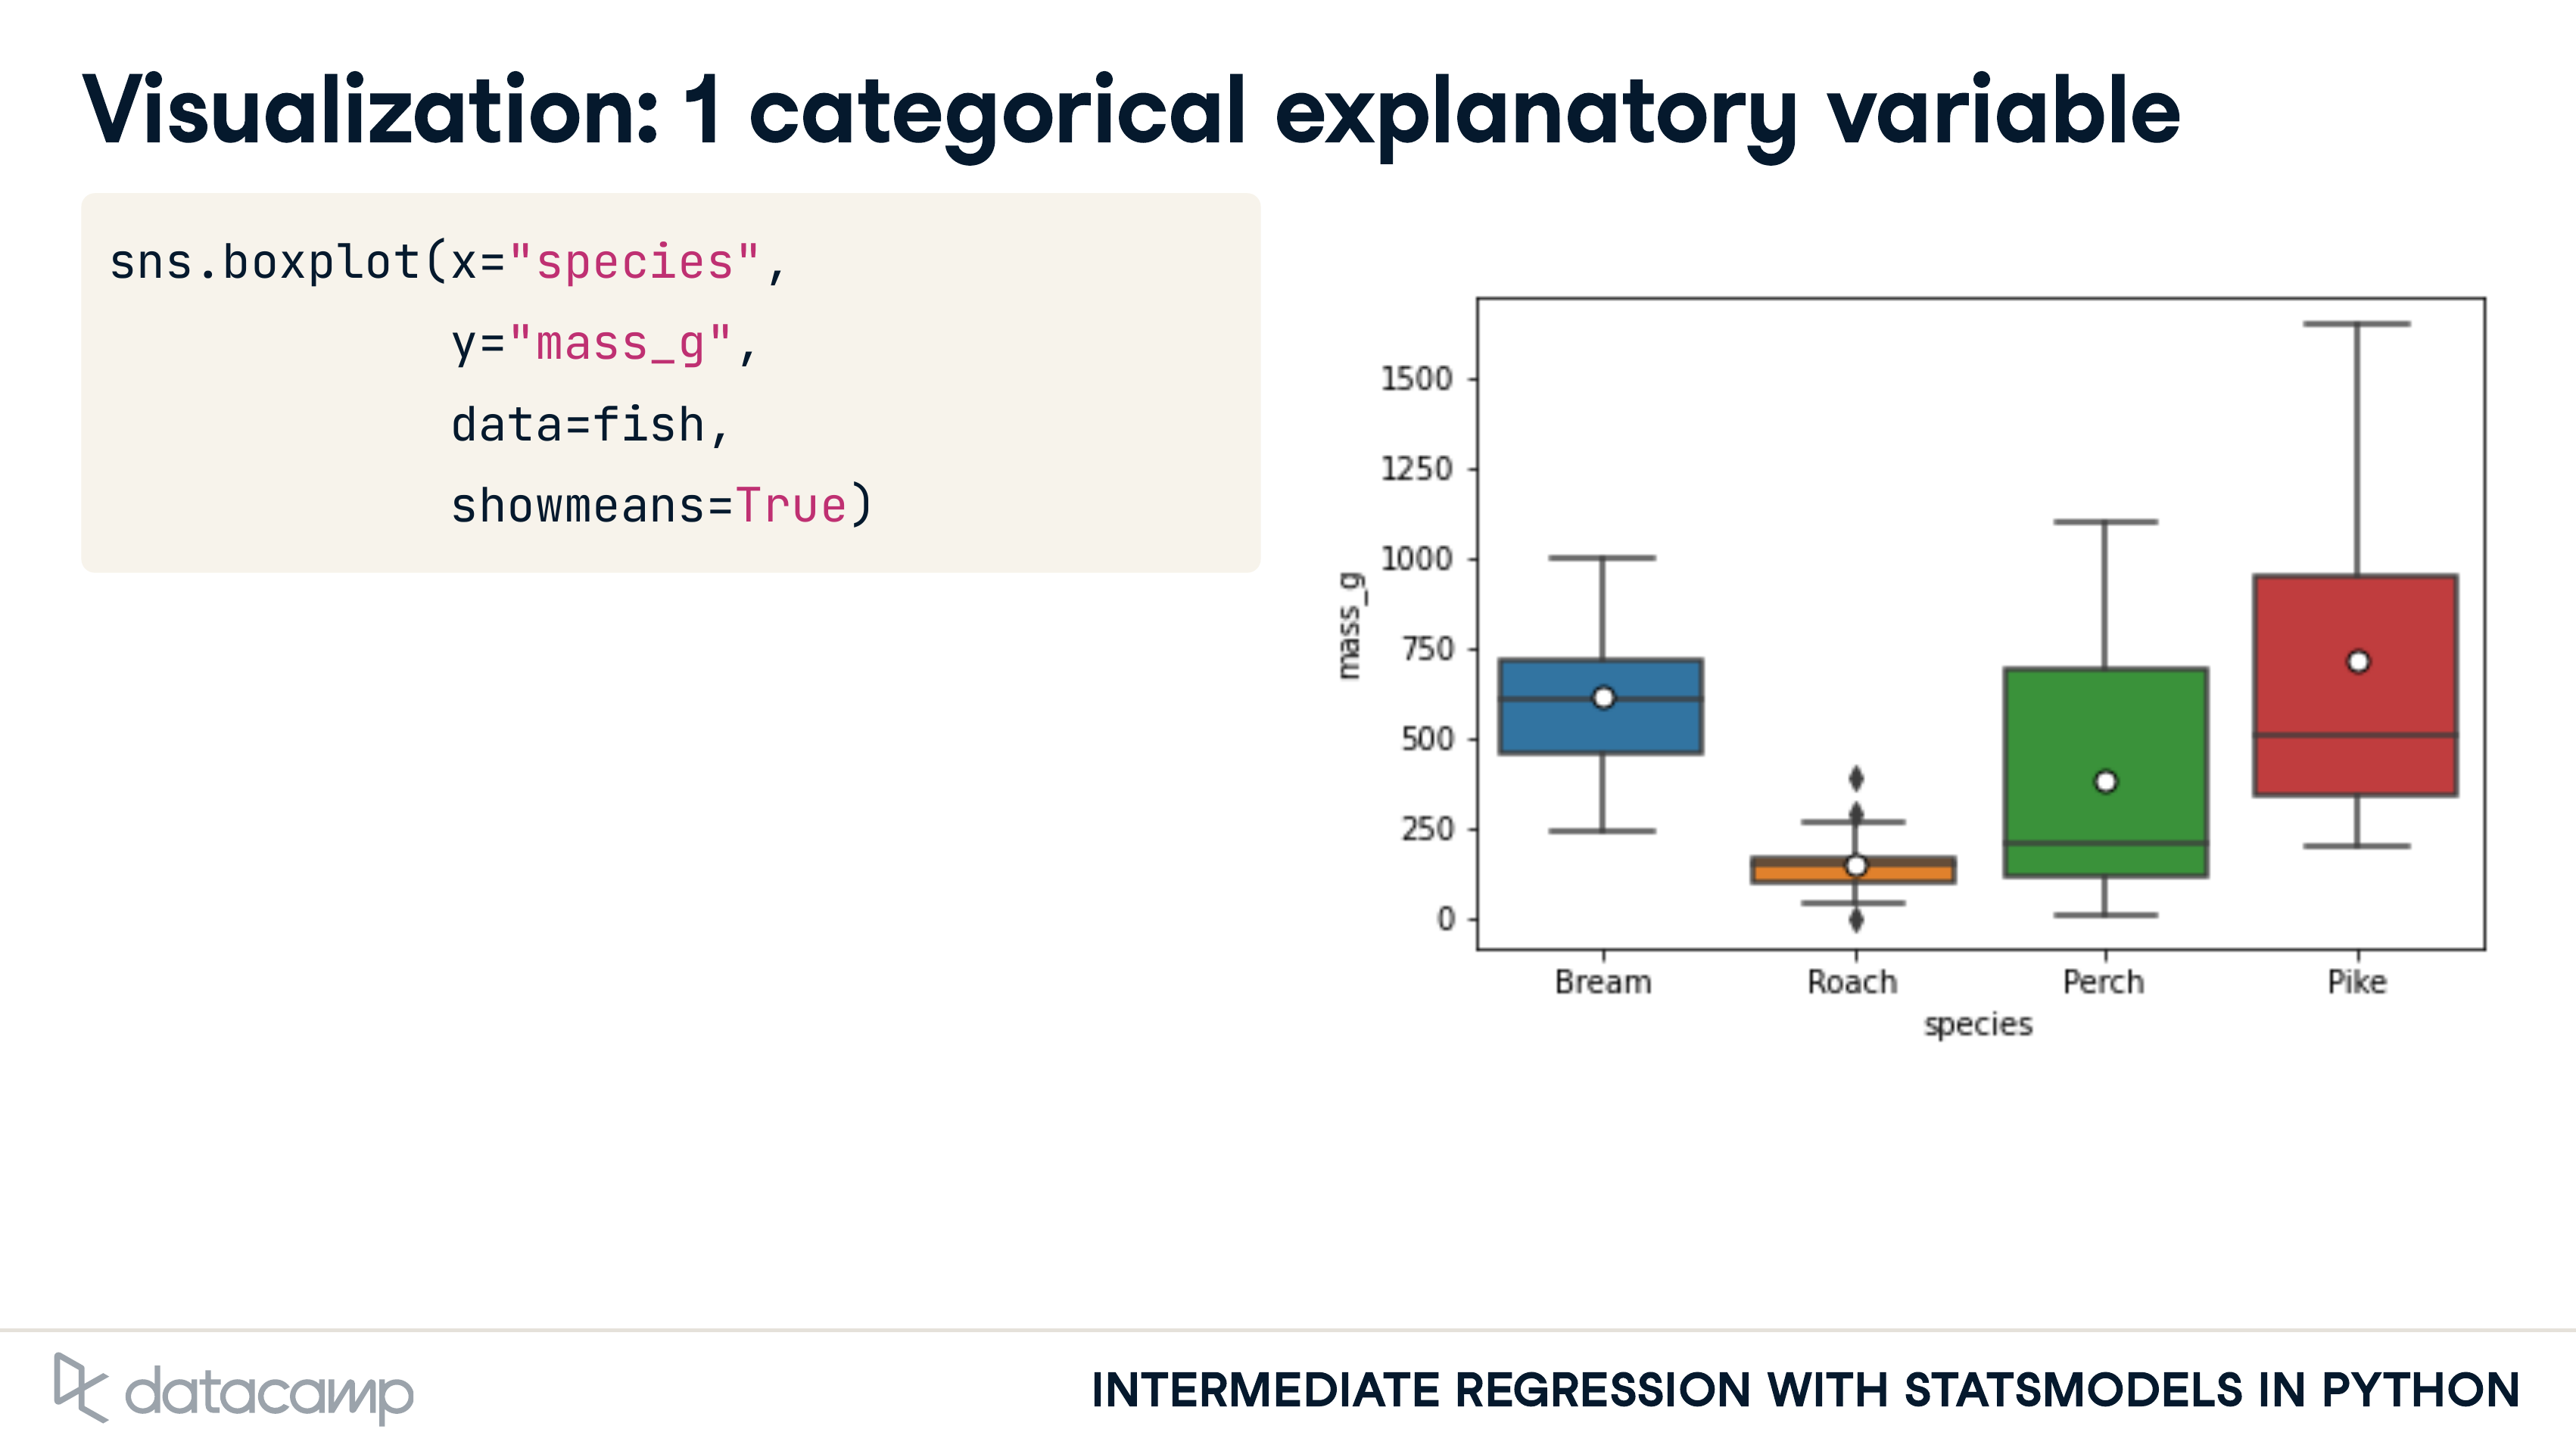 Visualization: 1 categorical explanatory variable
sns.boxplot(x="species",
y="mass_g",
data=fish,
showmeans=True)
1500
1250
1000
750
500
250
0
mass_g
Bream Roach Perch Pike
species
datacamp
INTERMEDIATE REGRESSION WITH STATSMODELS IN PYTHON